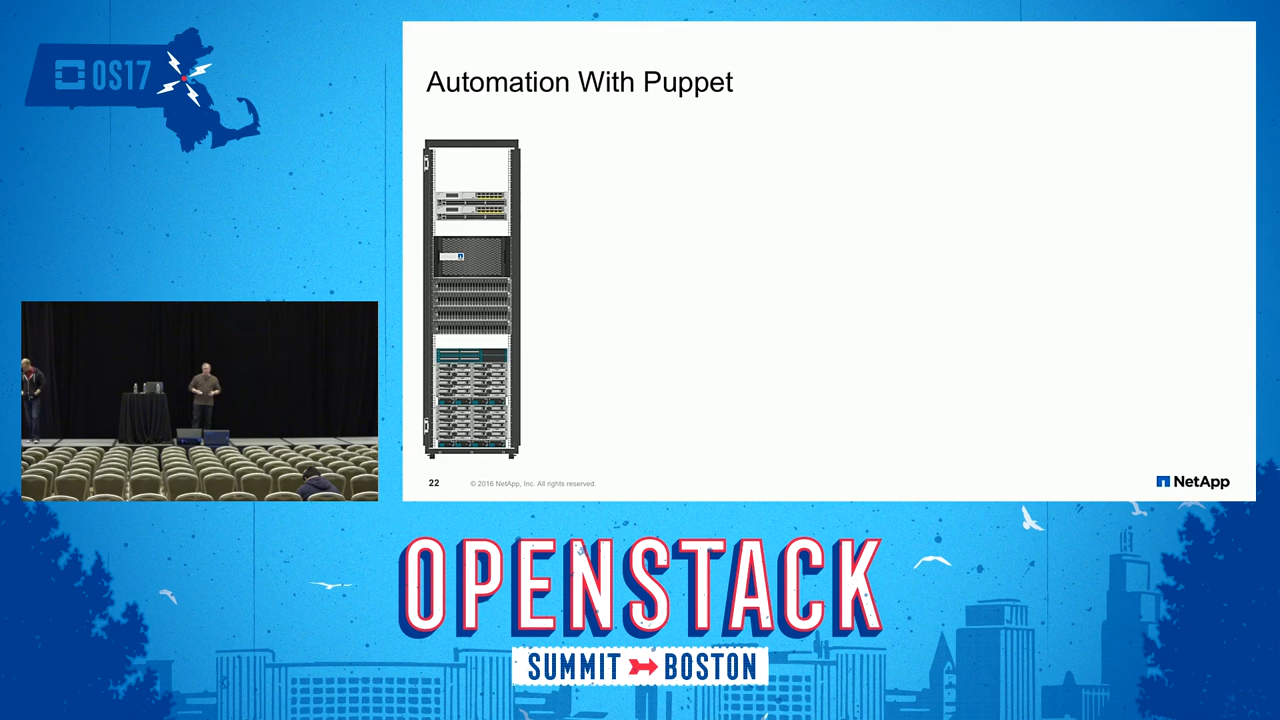 OS17
Automation With Puppet
22
© 2016 NetApp, Inc. All rights reserved.
NetApp
OPENSTACK
SUMMIT BOSTON